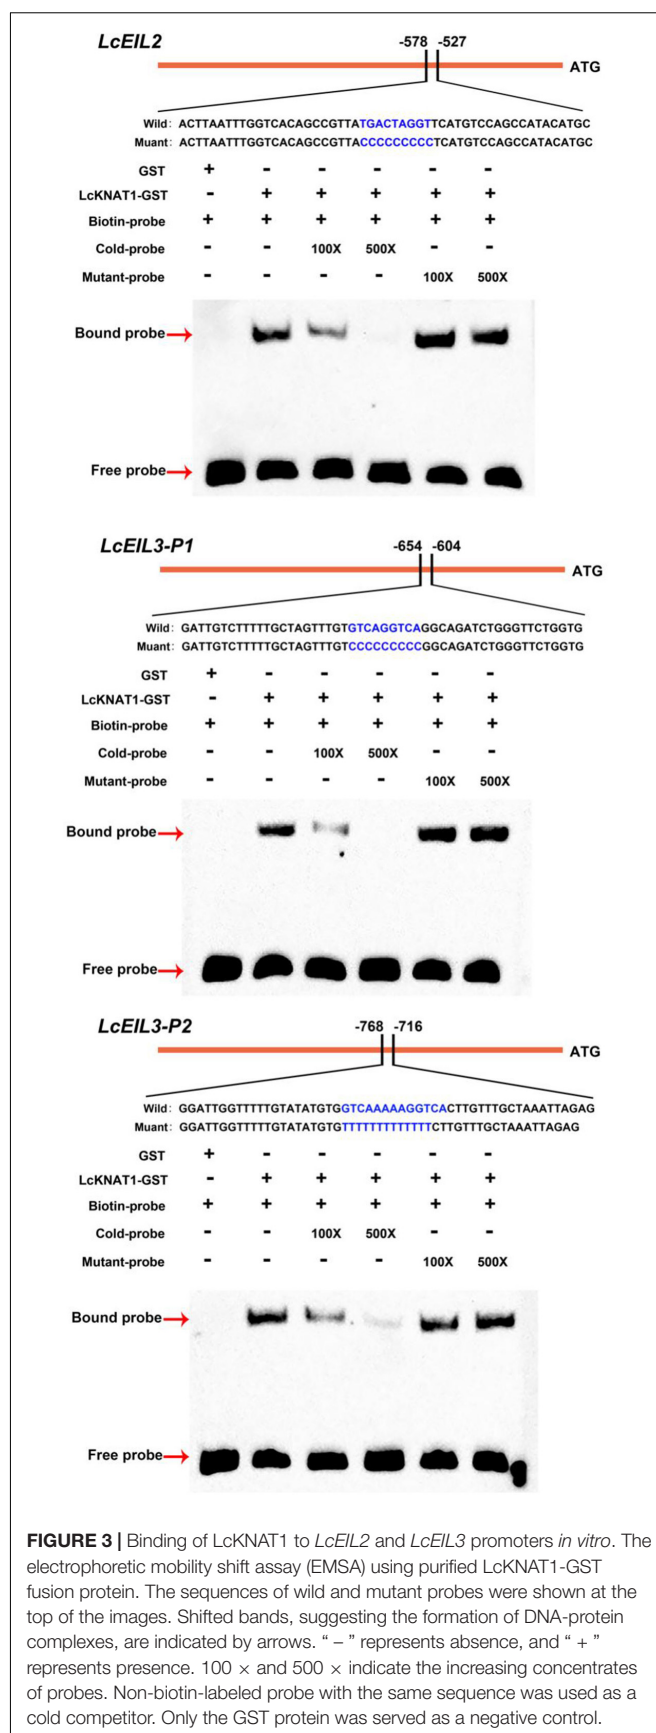 LcEIL2
-578 -527
ATG
Wild: ACTTAATTTGGTCACAGCCGTTATGACTAGGTTCATGTCCAGCCATACATGC
Muant: ACTTAATTTGGTCACAGCCGTTACCCCCCCCCTCATGTCCAGCCATACATGC
GST + - - - - -
LcKNAT1-GST - + + + + +
Biotin-probe + + + + + +
Cold-probe - - 100X 500X - -
Mutant-probe - - - - 100X 500X
Bound probe
Free probe
LcEIL3-P1
-654 -604
ATG
Wild: GATTGTCTTTTTGCTAGTTTGTGTCAGGTCAGGCAGATCTGGGTTCTGGTG
Muant: GATTGTCTTTTTGCTAGTTTGTCCCCCCCCCGGCAGATCTGGGTTCTGGTG
GST + - - - - -
LcKNAT1-GST - + + + + +
Biotin-probe + + + + + +
Cold-probe - - 100X 500X - -
Mutant-probe - - - - 100X 500X
Bound probe
Free probe
LcEIL3-P2
-768 -716
ATG
Wild: GGATTGGTTTTTGTATATGTGGTCAAAAAGGTCACTTGTTTGCTAAATTAGAG
Muant: GGATTGGTTTTTGTATATGTGTTTTTTTTTTTTTCTTGTTTGCTAAATTAGAG
GST + - - - - -
LcKNAT1-GST - + + + + +
Biotin-probe + + + + + +
Cold-probe - - 100X 500X - -
Mutant-probe - - - - 100X 500X
Bound probe
Free probe
FIGURE 3 | Binding of LcKNAT1 to LcEIL2 and LcEIL3 promoters in vitro. The
electrophoretic mobility shift assay (EMSA) using purified LcKNAT1-GST
fusion protein. The sequences of wild and mutant probes were shown at the
top of the images. Shifted bands, suggesting the formation of DNA-protein
complexes, are indicated by arrows. “ – ” represents absence, and “ + ”
represents presence. 100 × and 500 × indicate the increasing concentrates
of probes. Non-biotin-labeled probe with the same sequence was used as a
cold competitor. Only the GST protein was served as a negative control.